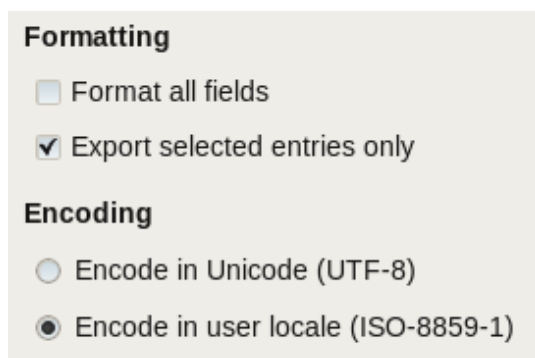 Formatting
Format all fields
Export selected entries only
Encoding
Encode in Unicode (UTF-8)
Encode in user locale (ISO-8859-1)